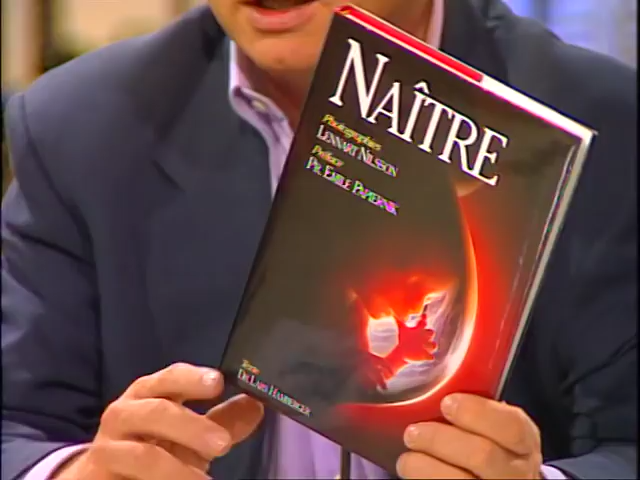 NAÎTRE
Photographies
LENNART NILSSON
Préface
PR. EMILE PAPIERNIK
Texte
DR. LARS HAMBERGER